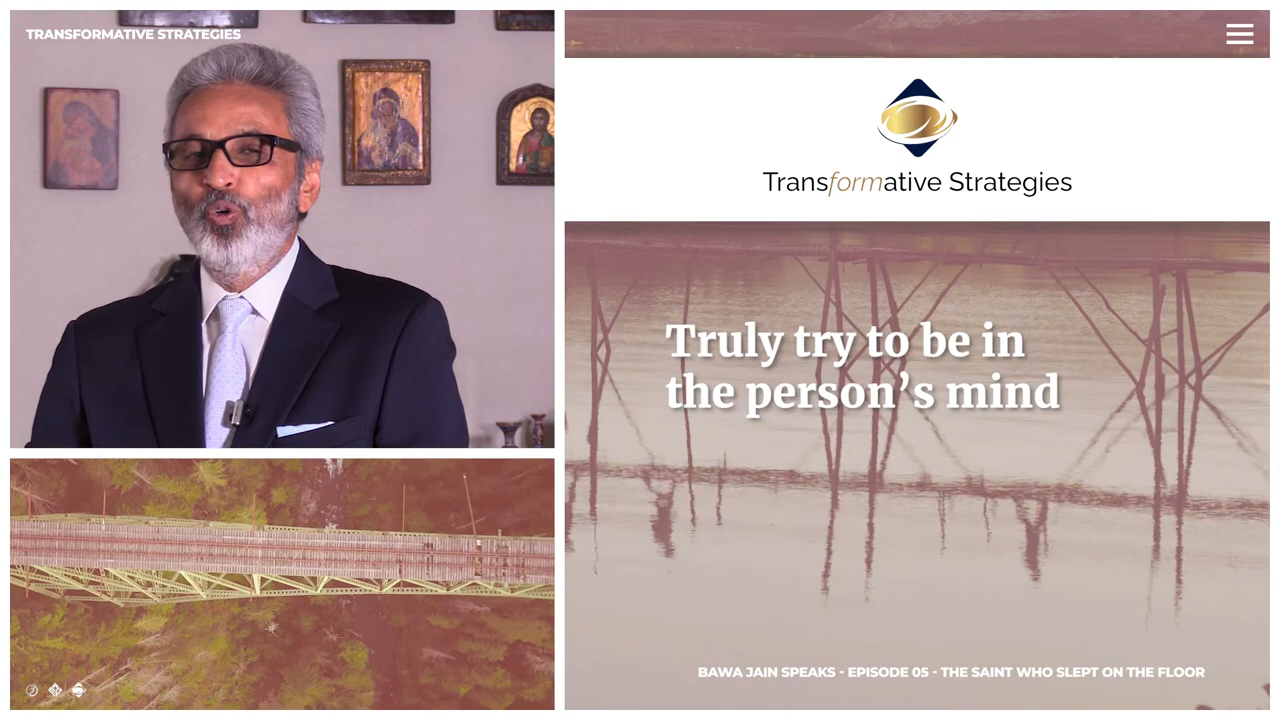 TRANSFORMATIVE STRATEGIES
Transformative Strategies
Truly try to be in
the person's mind
BAWA JAIN SPEAKS - EPISODE 05 - THE SAINT WHO SLEPT ON THE FLOOR